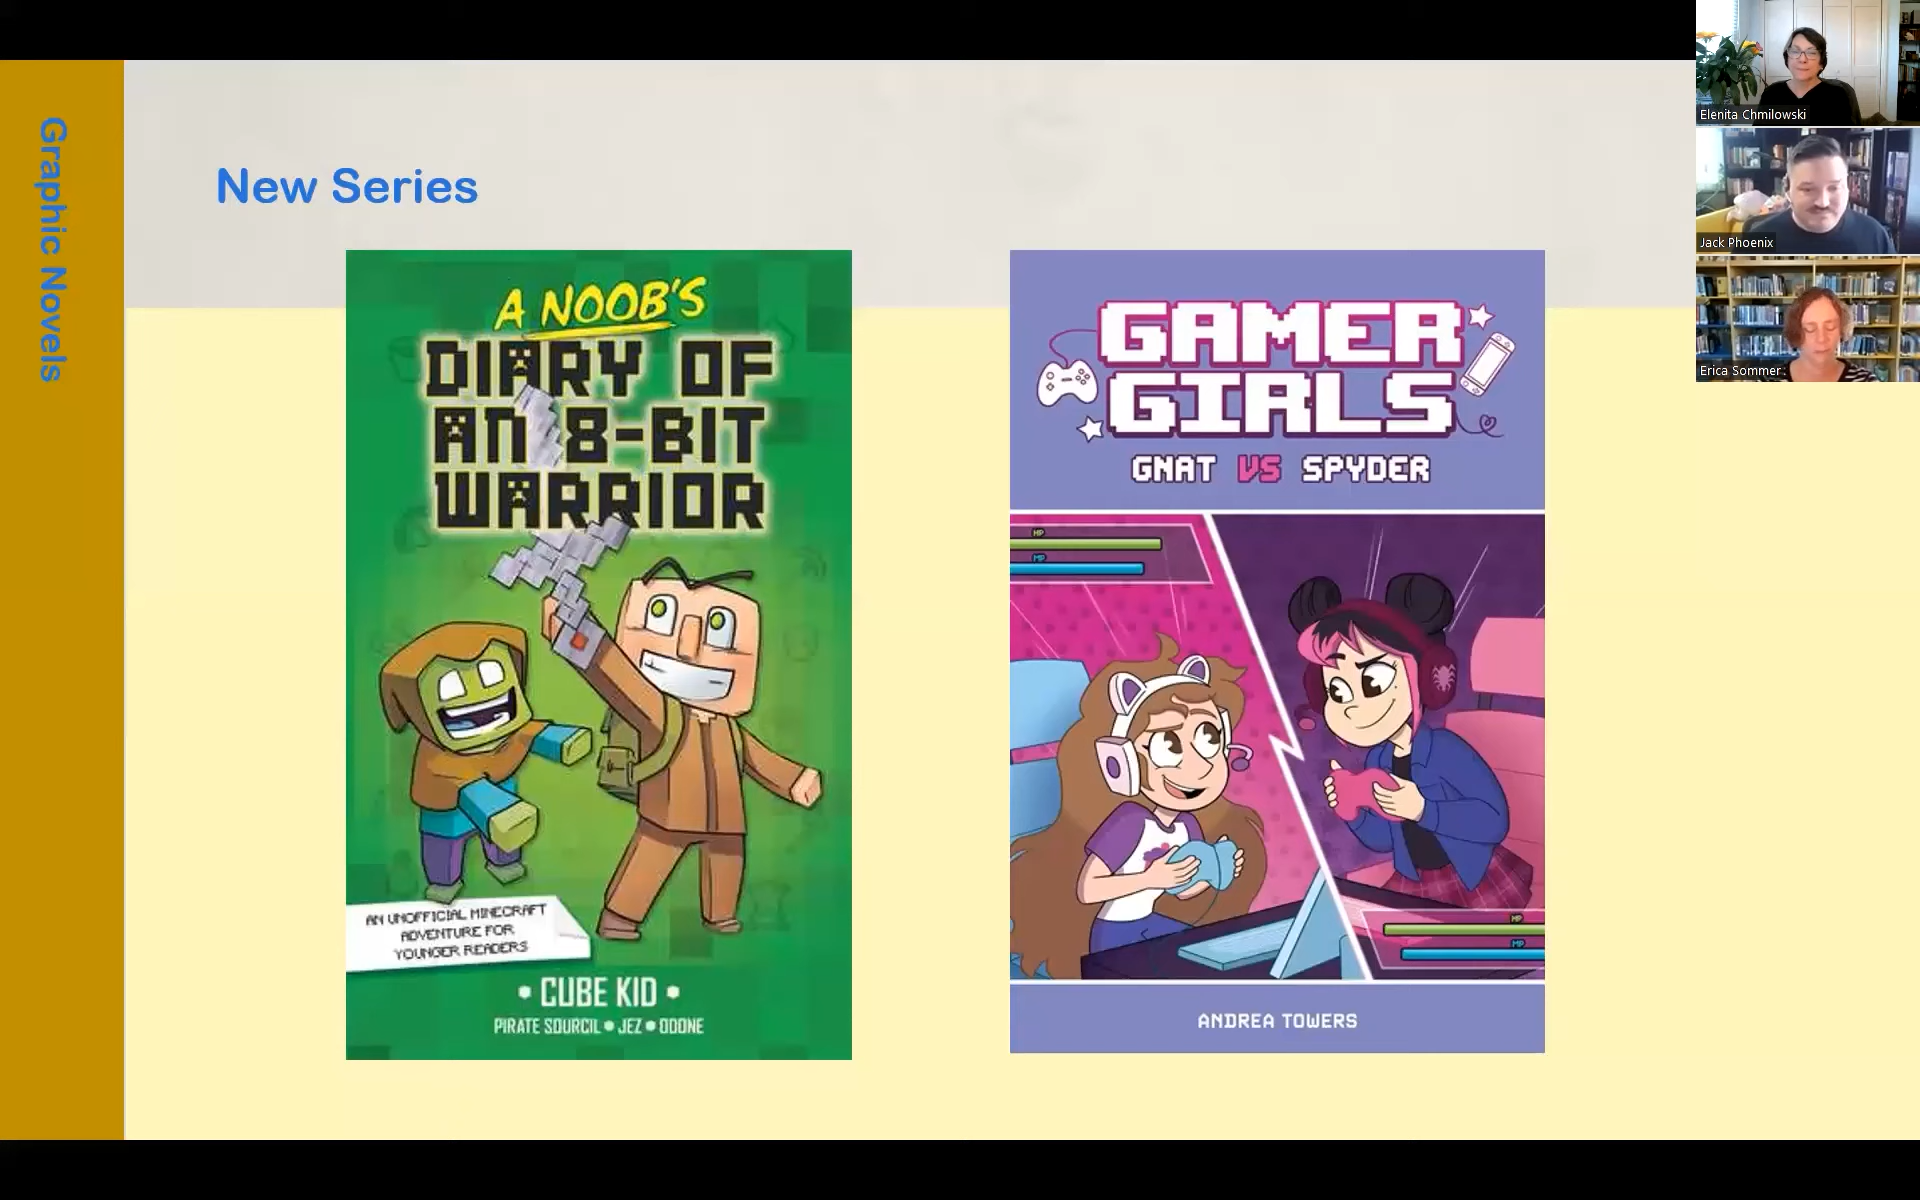 Graphic Novels
New Series
A NOOB'S
DIARY OF
AN 8-BIT
WARRIOR
AN UNOFFICIAL MINECRAFT
ADVENTURE FOR
YOUNGER READERS
• CUBE KID •
PIRATE SOURCIL • JEZ • ODONE
GAMER
GIRLS
GNAT VS SPYDER
HP
MP
HP
MP
ANDREA TOWERS
Elenita Chmilowski
Jack Phoenix
Erica Sommer